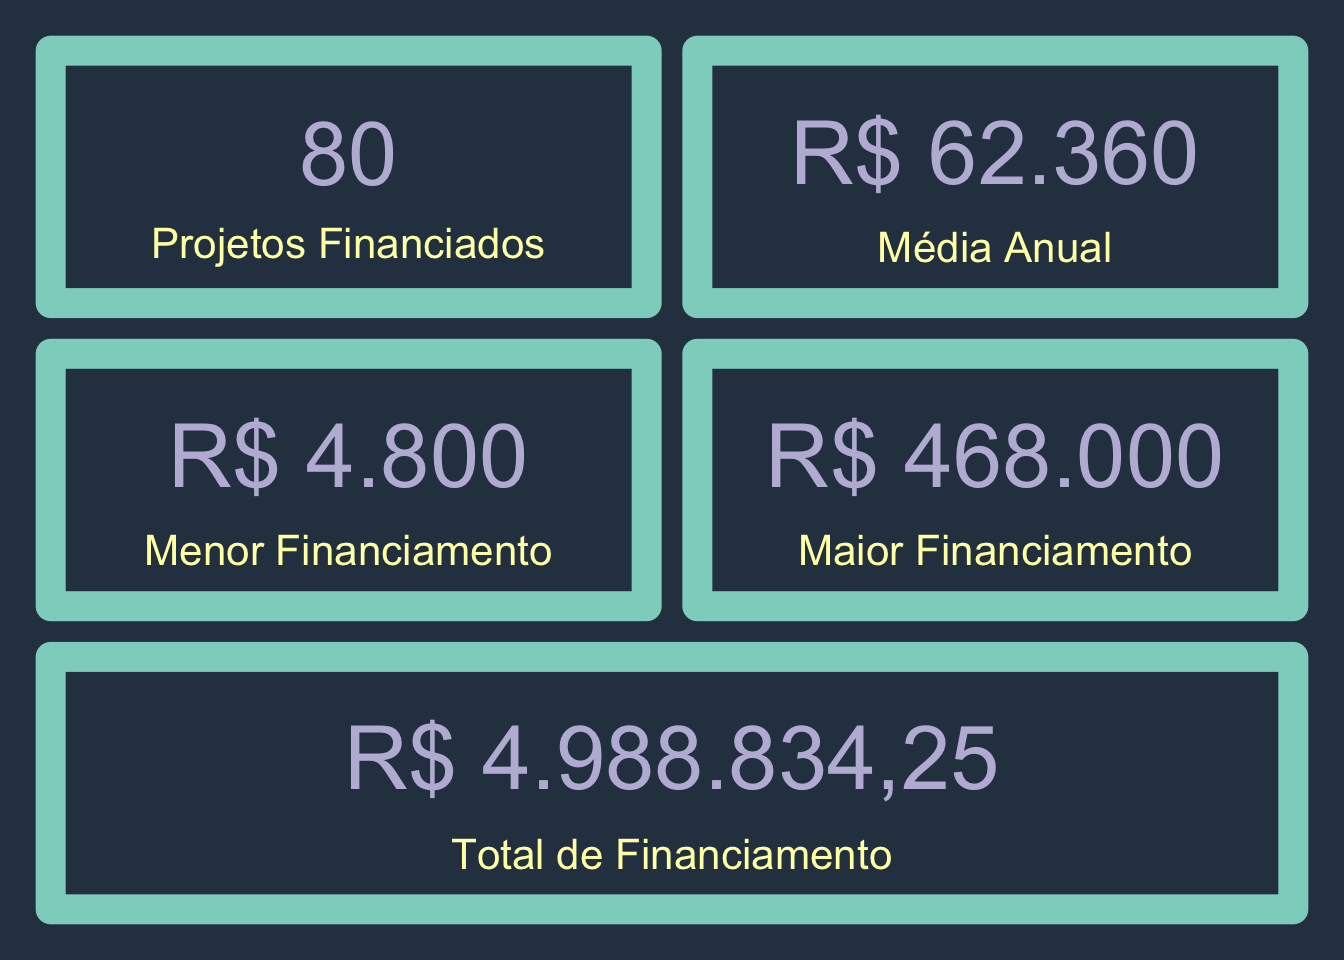 80
Projetos Financiados
R$ 62.360
Média Anual
R$ 4.800
Menor Financiamento
R$ 468.000
Maior Financiamento
R$ 4.988.834,25
Total de Financiamento